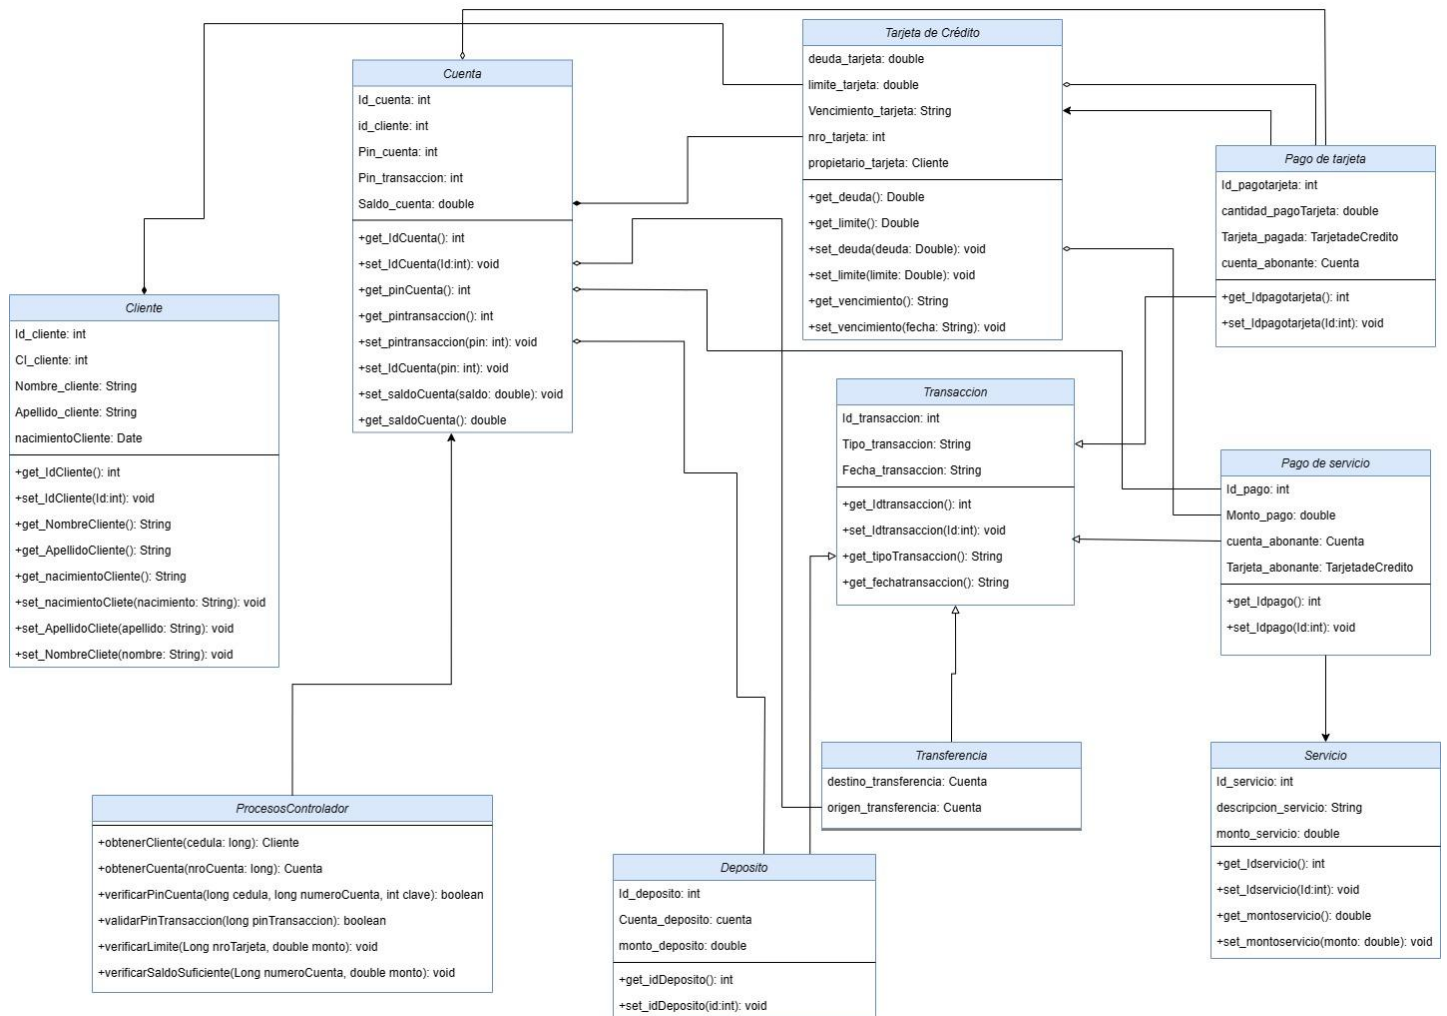 Cuenta
Id_cuenta: int
id_cliente: int
Pin_cuenta: int
Pin_transaccion: int
Saldo_cuenta: double
+get_IdCuenta(): int
+set_IdCuenta(Id:int): void
+get_pinCuenta(): int
+get_pintransaccion(): int
+set_pintransaccion(pin: int): void
+set_IdCuenta(pin: int): void
+set_saldoCuenta(saldo: double): void
+get_saldoCuenta(): double
Tarjeta de Crédito
deuda_tarjeta: double
limite_tarjeta: double
Vencimiento_tarjeta: String
nro_tarjeta: int
propietario_tarjeta: Cliente
+get_deuda(): Double
+get_limite(): Double
+set_deuda(deuda: Double): void
+set_limite(limite: Double): void
+get_vencimiento(): String
+set_vencimiento(fecha: String): void
Pago de tarjeta
Id_pagotarjeta: int
cantidad_pagoTarjeta: double
Tarjeta_pagada: TarjetadeCredito
cuenta_abonante: Cuenta
+get_Idpagotarjeta(): int
+set_Idpagotarjeta(Id:int): void
Cliente
Id_cliente: int
CI_cliente: int
Nombre_cliente: String
Apellido_cliente: String
nacimientoCliente: Date
+get_IdCliente(): int
+set_IdCliente(Id:int): void
+get_NombreCliente(): String
+get_ApellidoCliente(): String
+get_nacimientoCliente(): String
+set_nacimientoCliete(nacimiento: String): void
+set_ApellidoCliete(apellido: String): void
+set_NombreCliete(nombre: String): void
Transaccion
Id_transaccion: int
Tipo_transaccion: String
Fecha_transaccion: String
+get_Idtransaccion(): int
+set_Idtransaccion(Id:int): void
+get_tipoTransaccion(): String
+get_fechatransaccion(): String
Pago de servicio
Id_pago: int
Monto_pago: double
cuenta_abonante: Cuenta
Tarjeta_abonante: TarjetadeCredito
+get_Idpago(): int
+set_Idpago(Id:int): void
Transferencia
destino_transferencia: Cuenta
origen_transferencia: Cuenta
Servicio
Id_servicio: int
descripcion_servicio: String
monto_servicio: double
+get_Idservicio(): int
+set_Idservicio(Id:int): void
+get_montoservicio(): double
+set_montoservicio(monto: double): void
ProcesosControlador
+obtenerCliente(cedula: long): Cliente
+obtenerCuenta(nroCuenta: long): Cuenta
+verificarPinCuenta(long cedula, long numeroCuenta, int clave): boolean
+validarPinTransaccion(long pinTransaccion): boolean
+verificarLimite(Long nroTarjeta, double monto): void
+verificarSaldoSuficiente(Long numeroCuenta, double monto): void
Deposito
Id_deposito: int
Cuenta_deposito: cuenta
monto_deposito: double
+get_idDeposito(): int
+set_idDeposito(id:int): void